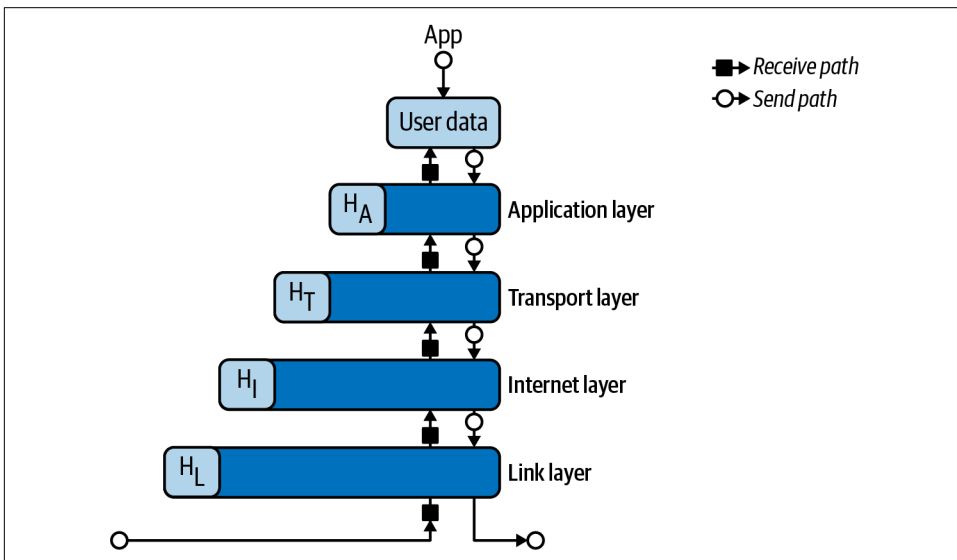 App
Receive path
Send path
User data
HA
Application layer
HT
Transport layer
HI
Internet layer
HL
Link layer